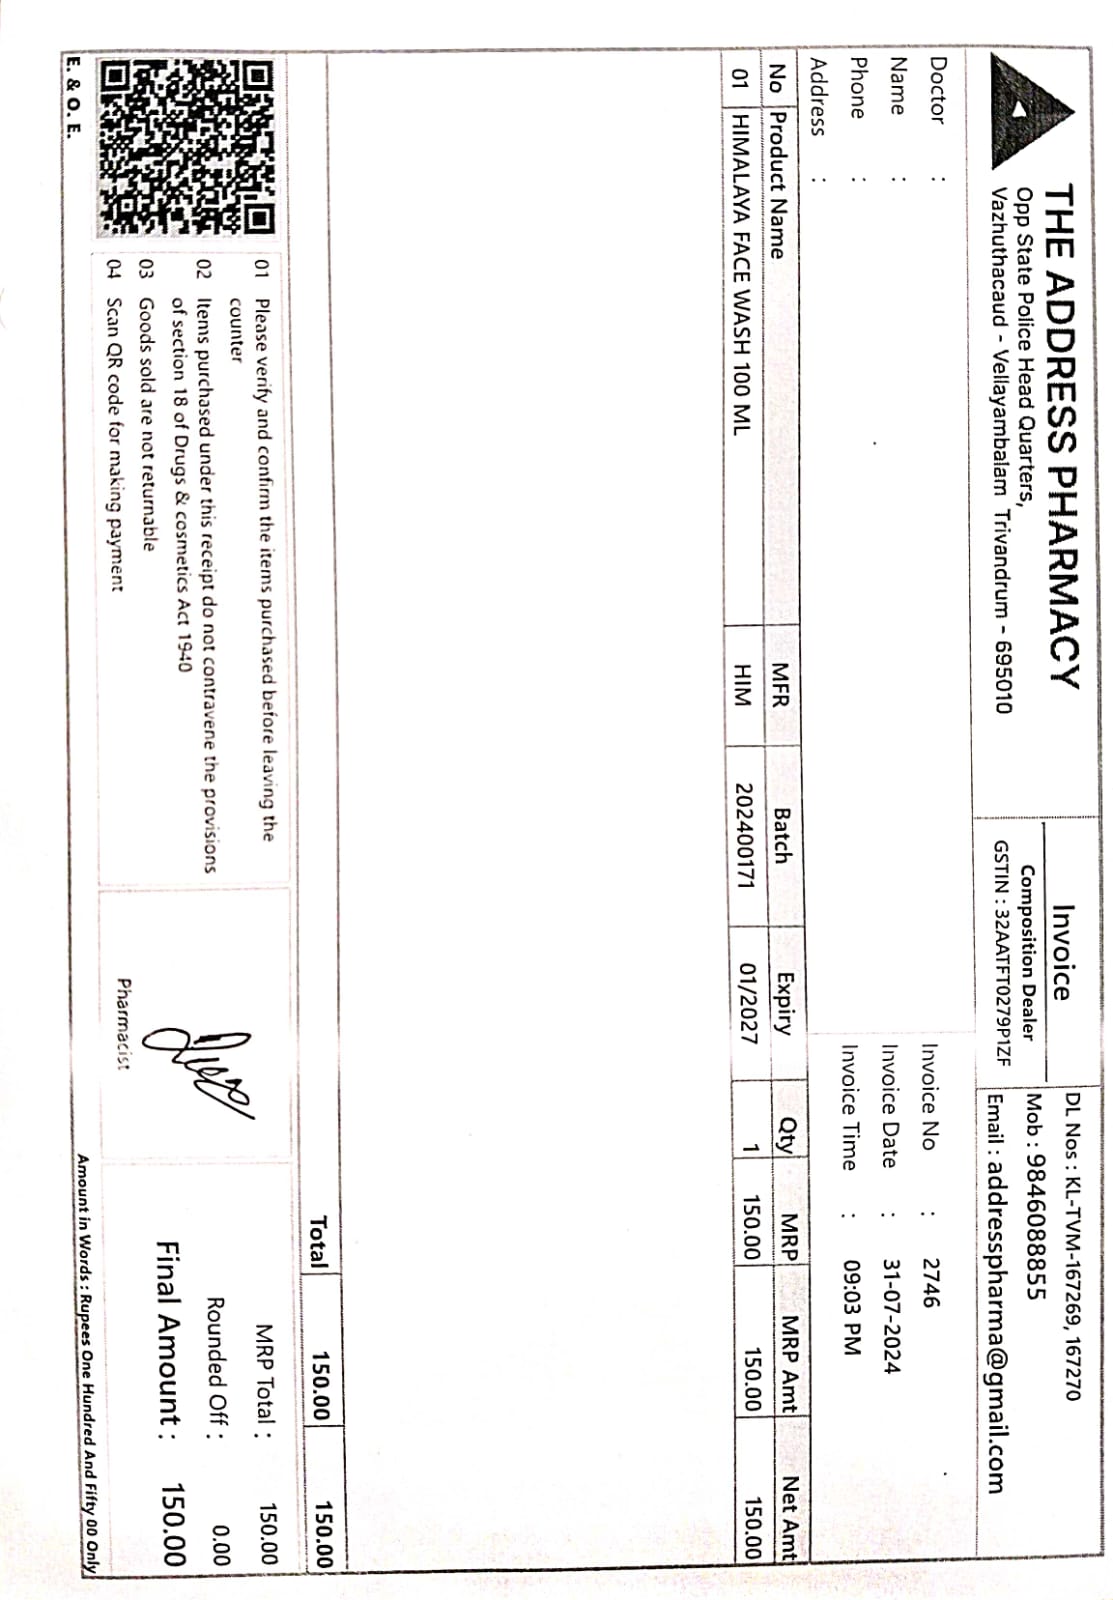 THE ADDRESS PHARMACY
Opp State Police Head Quarters,
Vazhuthacaud - Vellayambalam Trivandrum - 695010
Invoice
Composition Dealer
GSTIN : 32AATFT0279P1ZF
DL Nos : KL-TVM-167269, 167270
Mob : 9846088855
Email : addresspharma@gmail.com
Doctor :
Name :
Phone :
Address :
Invoice No : 2746
Invoice Date : 31-07-2024
Invoice Time : 09:03 PM
No Product Name MFR Batch Expiry Qty MRP MRP Amt Net Amt
01 HIMALAYA FACE WASH 100 ML HIM 202400171 01/2027 1 150.00 150.00 150.00
Total 150.00 150.00
01 Please verify and confirm the items purchased before leaving the
counter
02 Items purchased under this receipt do not contravene the provisions
of section 18 of Drugs & cosmetics Act 1940
03 Goods sold are not returnable
04 Scan QR code for making payment
Pharmacist
MRP Total : 150.00
Rounded Off : 0.00
Final Amount : 150.00
E. & O. E.
Amount in Words : Rupees One Hundred And Fifty 00 Only